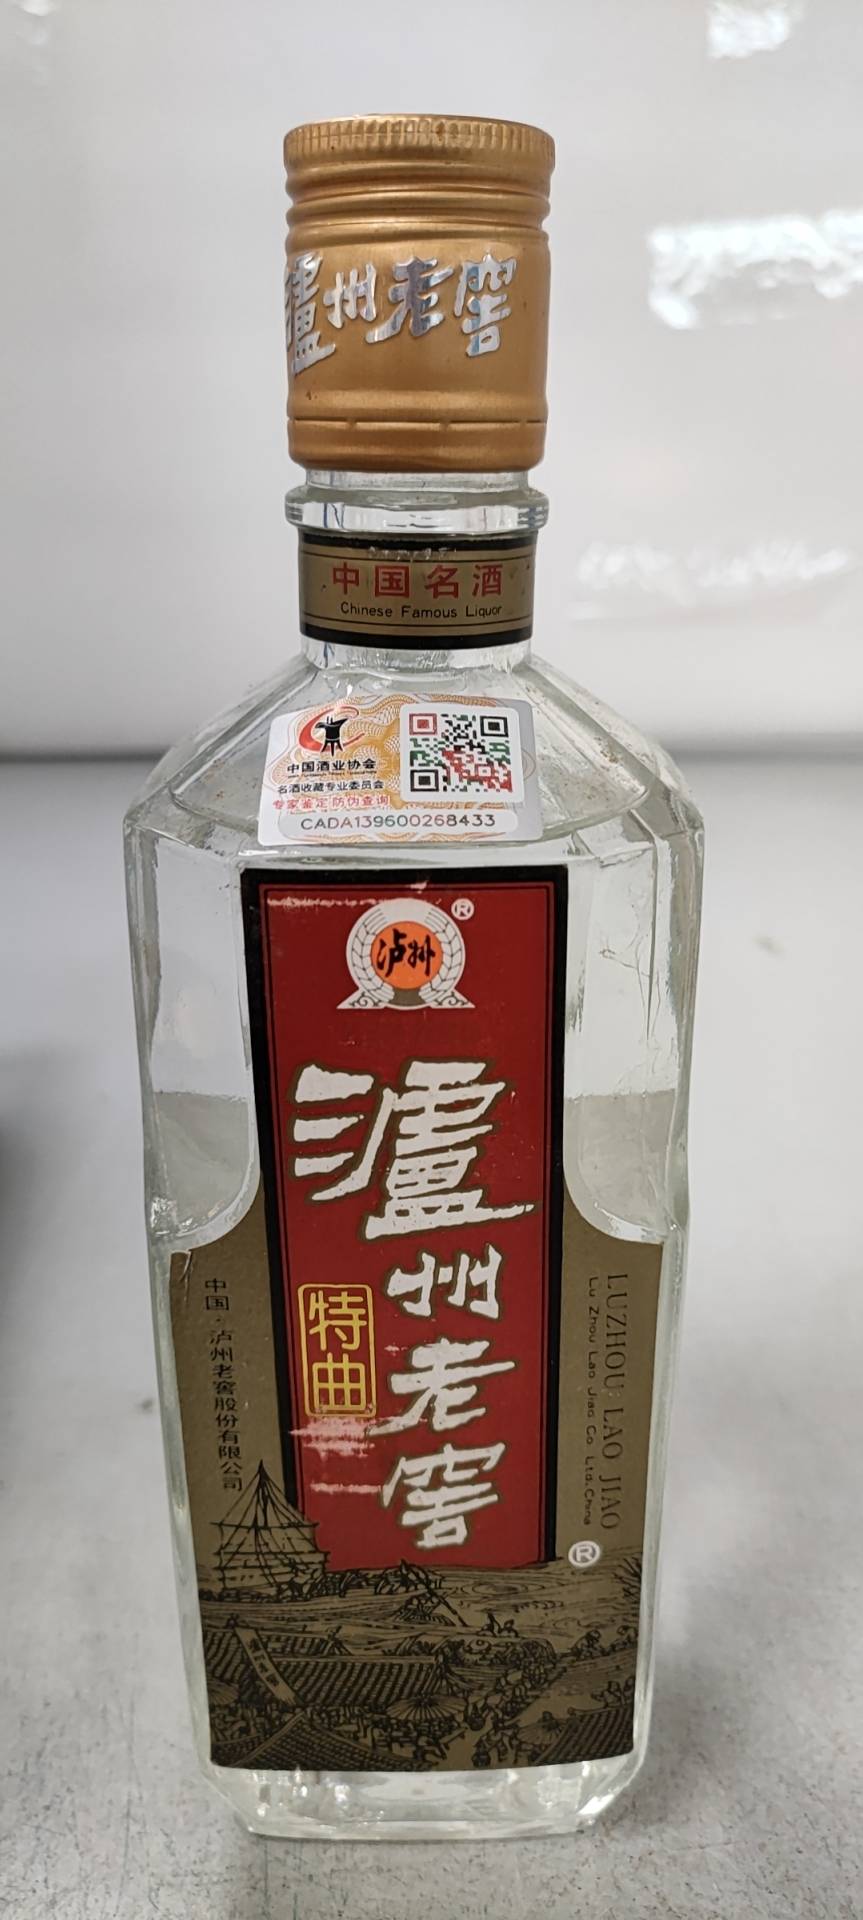 泸州老窖
中国名酒
Chinese Famous Liquor
中国酒业协会
名酒收藏专业委员会
专家鉴定防伪查询
CADA139600268433
泸州
®
瀘州老窖
特曲
中国·泸州老窖股份有限公司
LUZHOU LAO JIAO
Lu Zhou Lao Jiao Co. Ltd.China
®